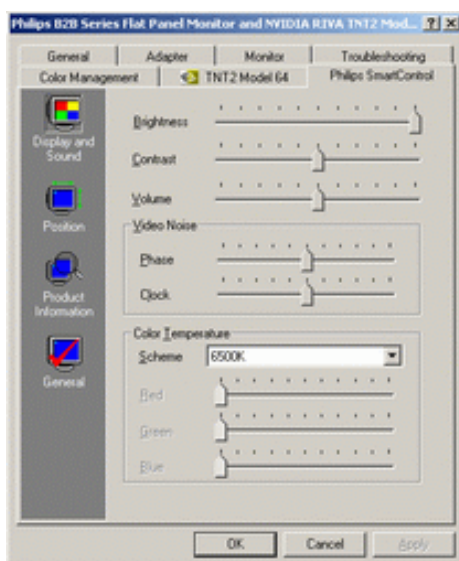 Philips B2B Series Flat Panel Monitor and NVIDIA RIVA TNT2 Mod...
General Adapter Monitor Troubleshooting
Color Management TNT2 Model 64 Philips SmartControl
Display and
Sound
Position
Product
Information
General
Brightness
Contrast
Volume
Video Noise
Phase
Clock
Color Temperature
Scheme 6500K
Red
Green
Blue
OK Cancel Apply